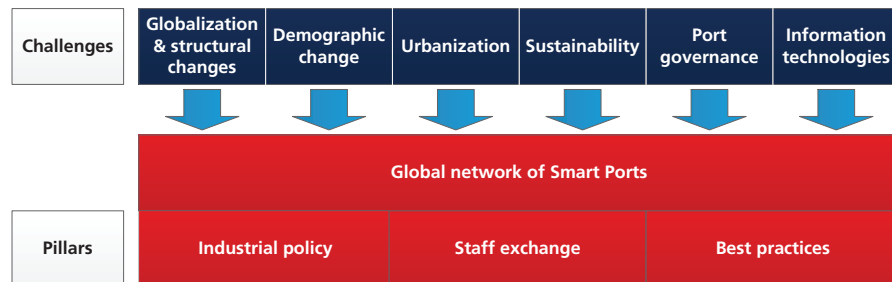 Challenges
Globalization
& structural
changes
Demographic
change
Urbanization
Sustainability
Port
governance
Information
technologies
Global network of Smart Ports
Pillars
Industrial policy
Staff exchange
Best practices